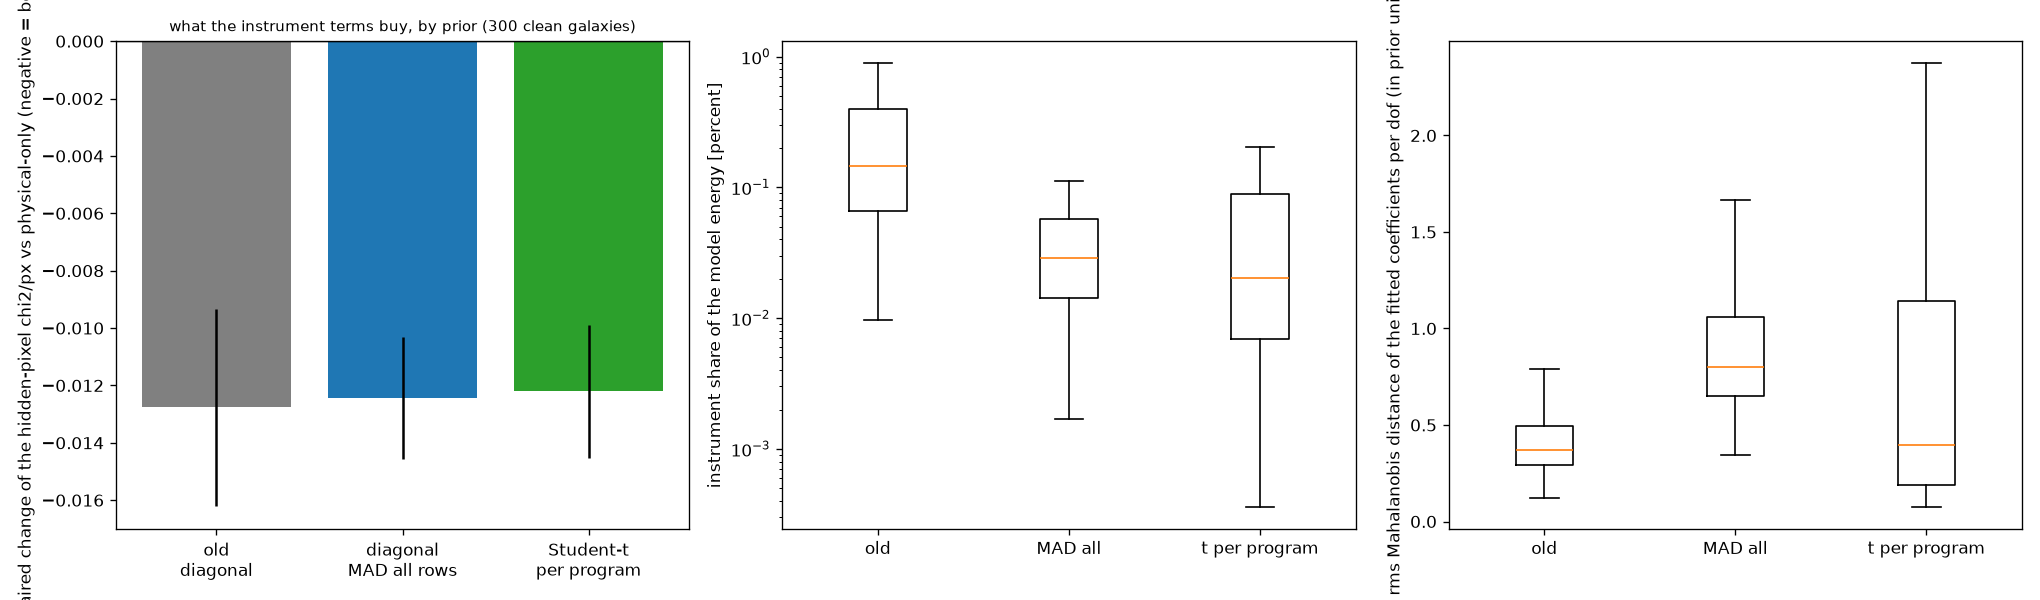 what the instrument terms buy, by prior (300 clean galaxies)
aired change of the hidden-pixel chi2/px vs physical-only (negative = b
0.000
−0.002
−0.004
−0.006
−0.008
−0.010
−0.012
−0.014
−0.016
old
diagonal
diagonal
MAD all rows
Student-t
per program
instrument share of the model energy [percent]
10⁰
10⁻¹
10⁻²
10⁻³
old
MAD all
t per program
rms Mahalanobis distance of the fitted coefficients per dof (in prior uni
2.0
1.5
1.0
0.5
0.0
old
MAD all
t per program